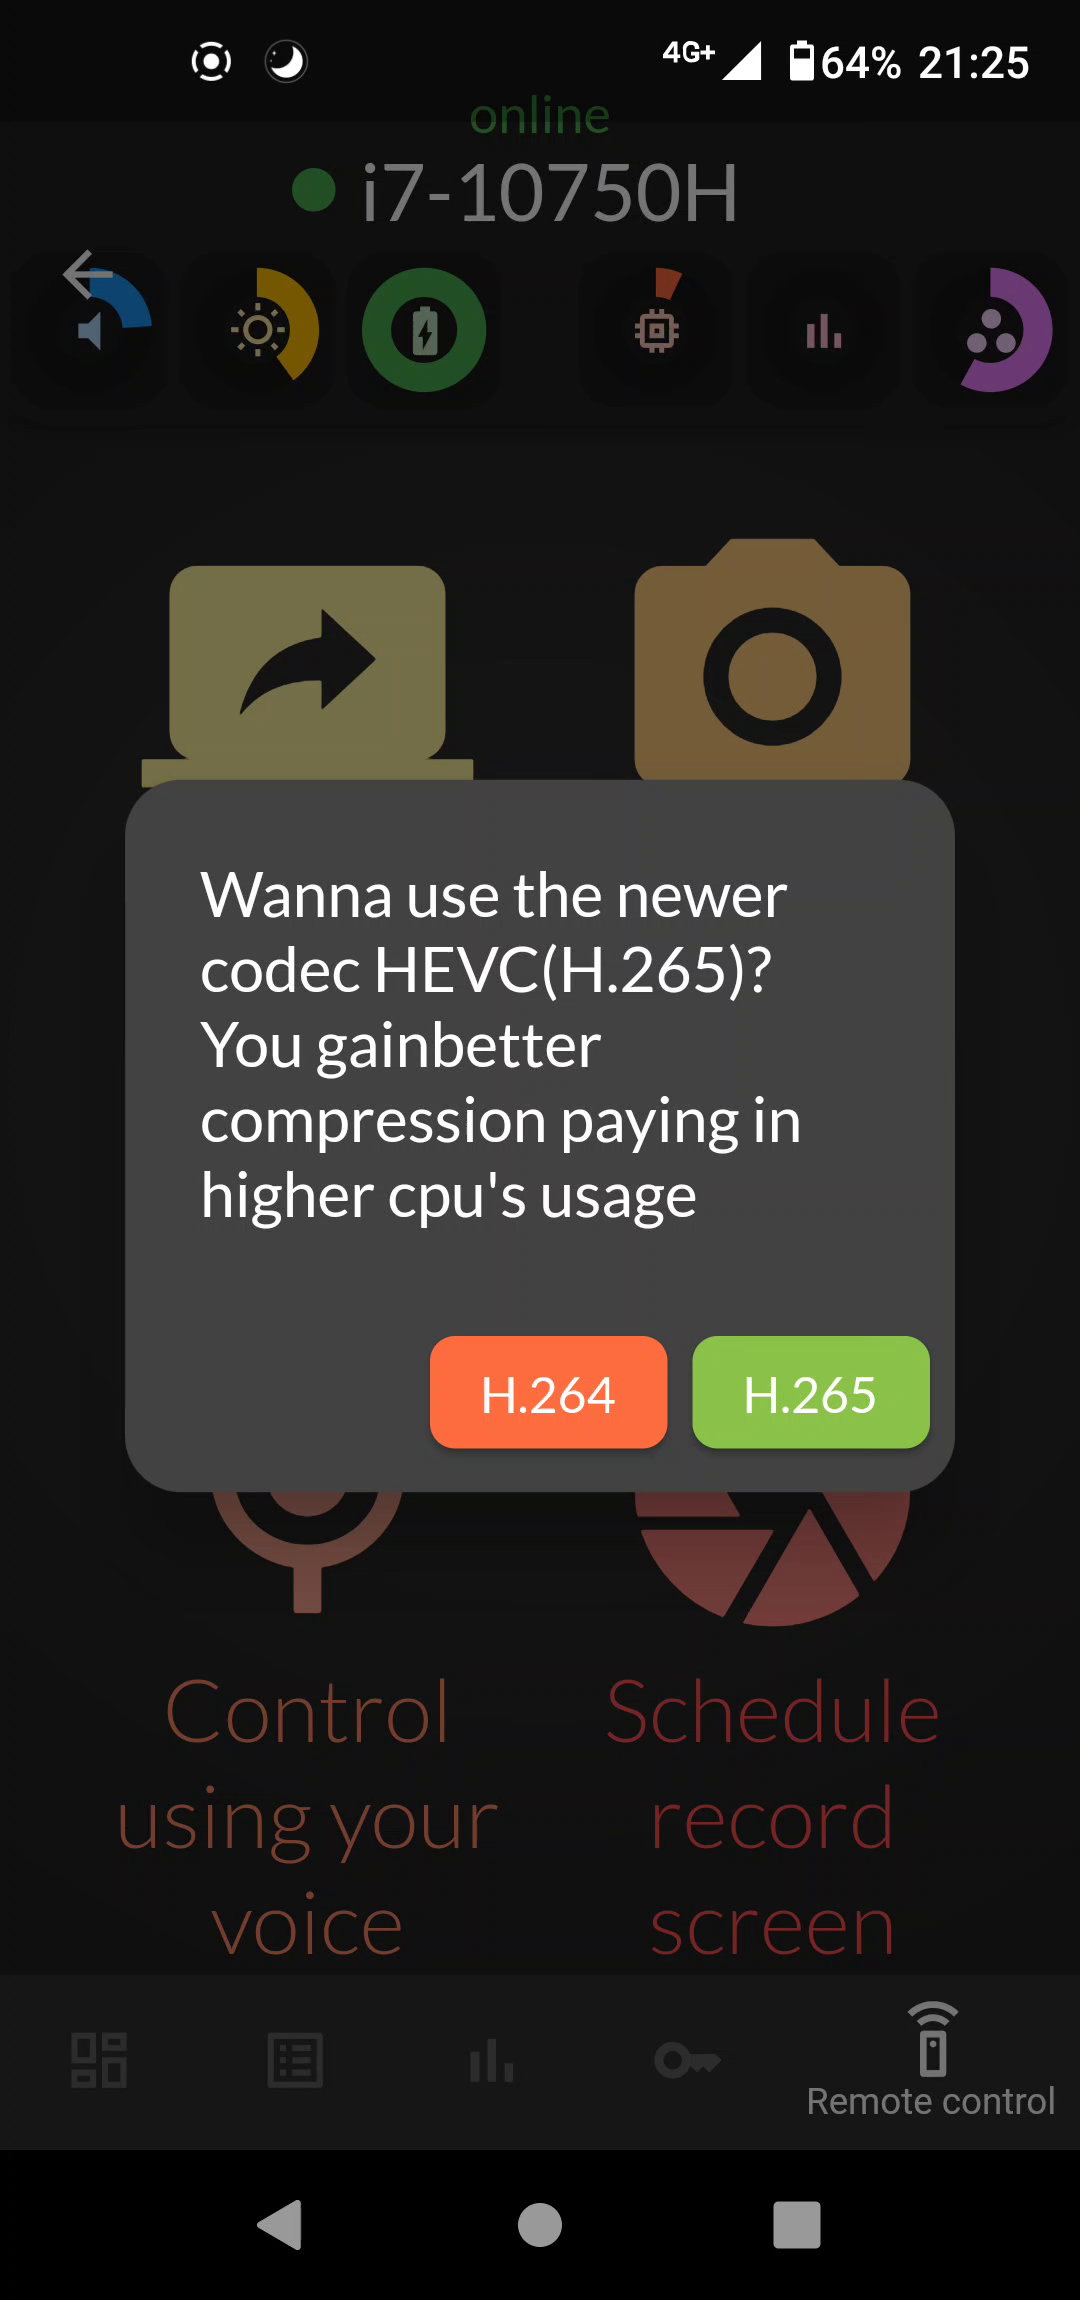 4G+ 64% 21:25
online
i7-10750H
Wanna use the newer
codec HEVC(H.265)?
You gainbetter
compression paying in
higher cpu's usage
H.264 H.265
Control
using your
voice
Schedule
record
screen
Remote control